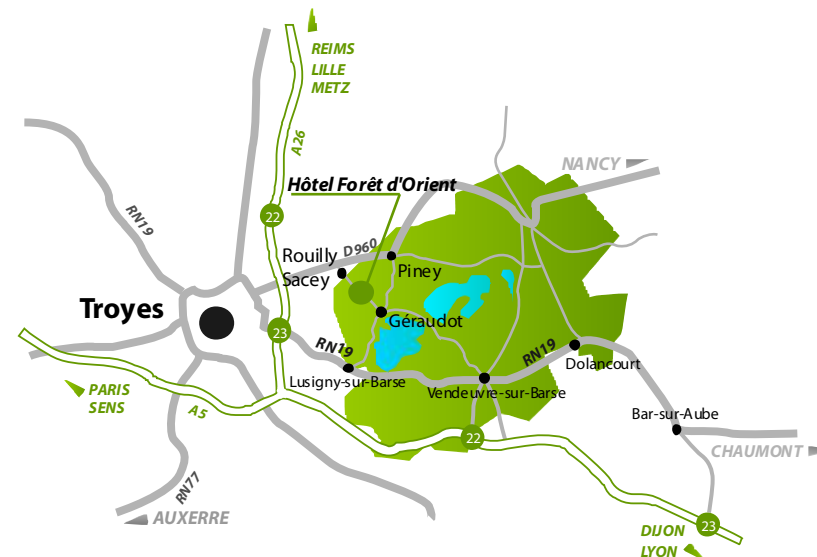 REIMS
LILLE
METZ
A26
NANCY
Hôtel Forêt d'Orient
RN19
22
D960
Rouilly
Sacey
Piney
Troyes
Géraudot
23
RN19
RN19
Dolancourt
Lusigny-sur-Barse
Vendeuvre-sur-Barse
PARIS
SENS
A5
Bar-sur-Aube
22
CHAUMONT
RN77
AUXERRE
23
DIJON
LYON